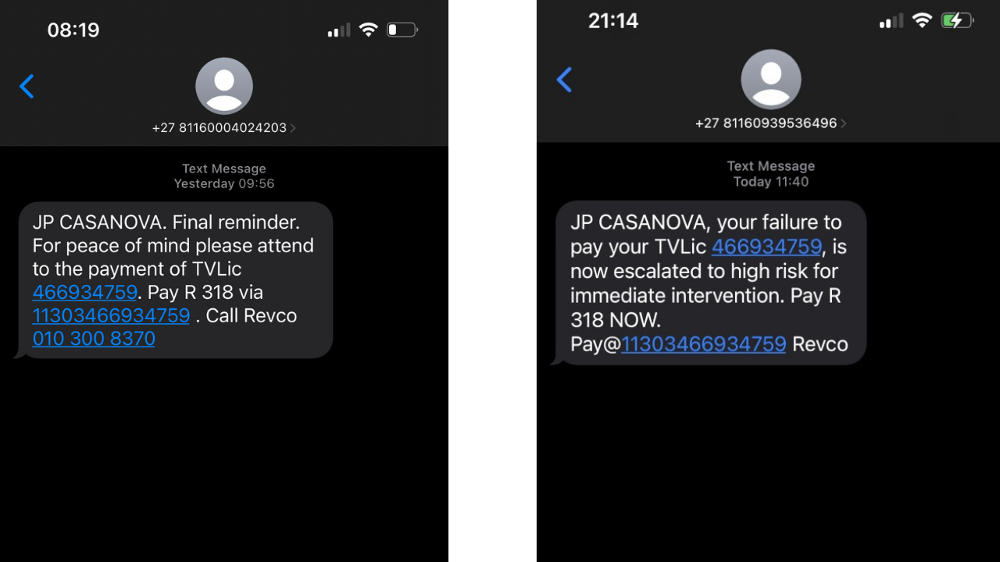 08:19
+27 81160004024203
Text Message
Yesterday 09:56
JP CASANOVA. Final reminder.
For peace of mind please attend
to the payment of TVLic
466934759. Pay R 318 via
11303466934759 . Call Revco
010 300 8370
21:14
+27 81160939536496
Text Message
Today 11:40
JP CASANOVA, your failure to
pay your TVLic 466934759, is
now escalated to high risk for
immediate intervention. Pay R
318 NOW.
Pay@11303466934759 Revco